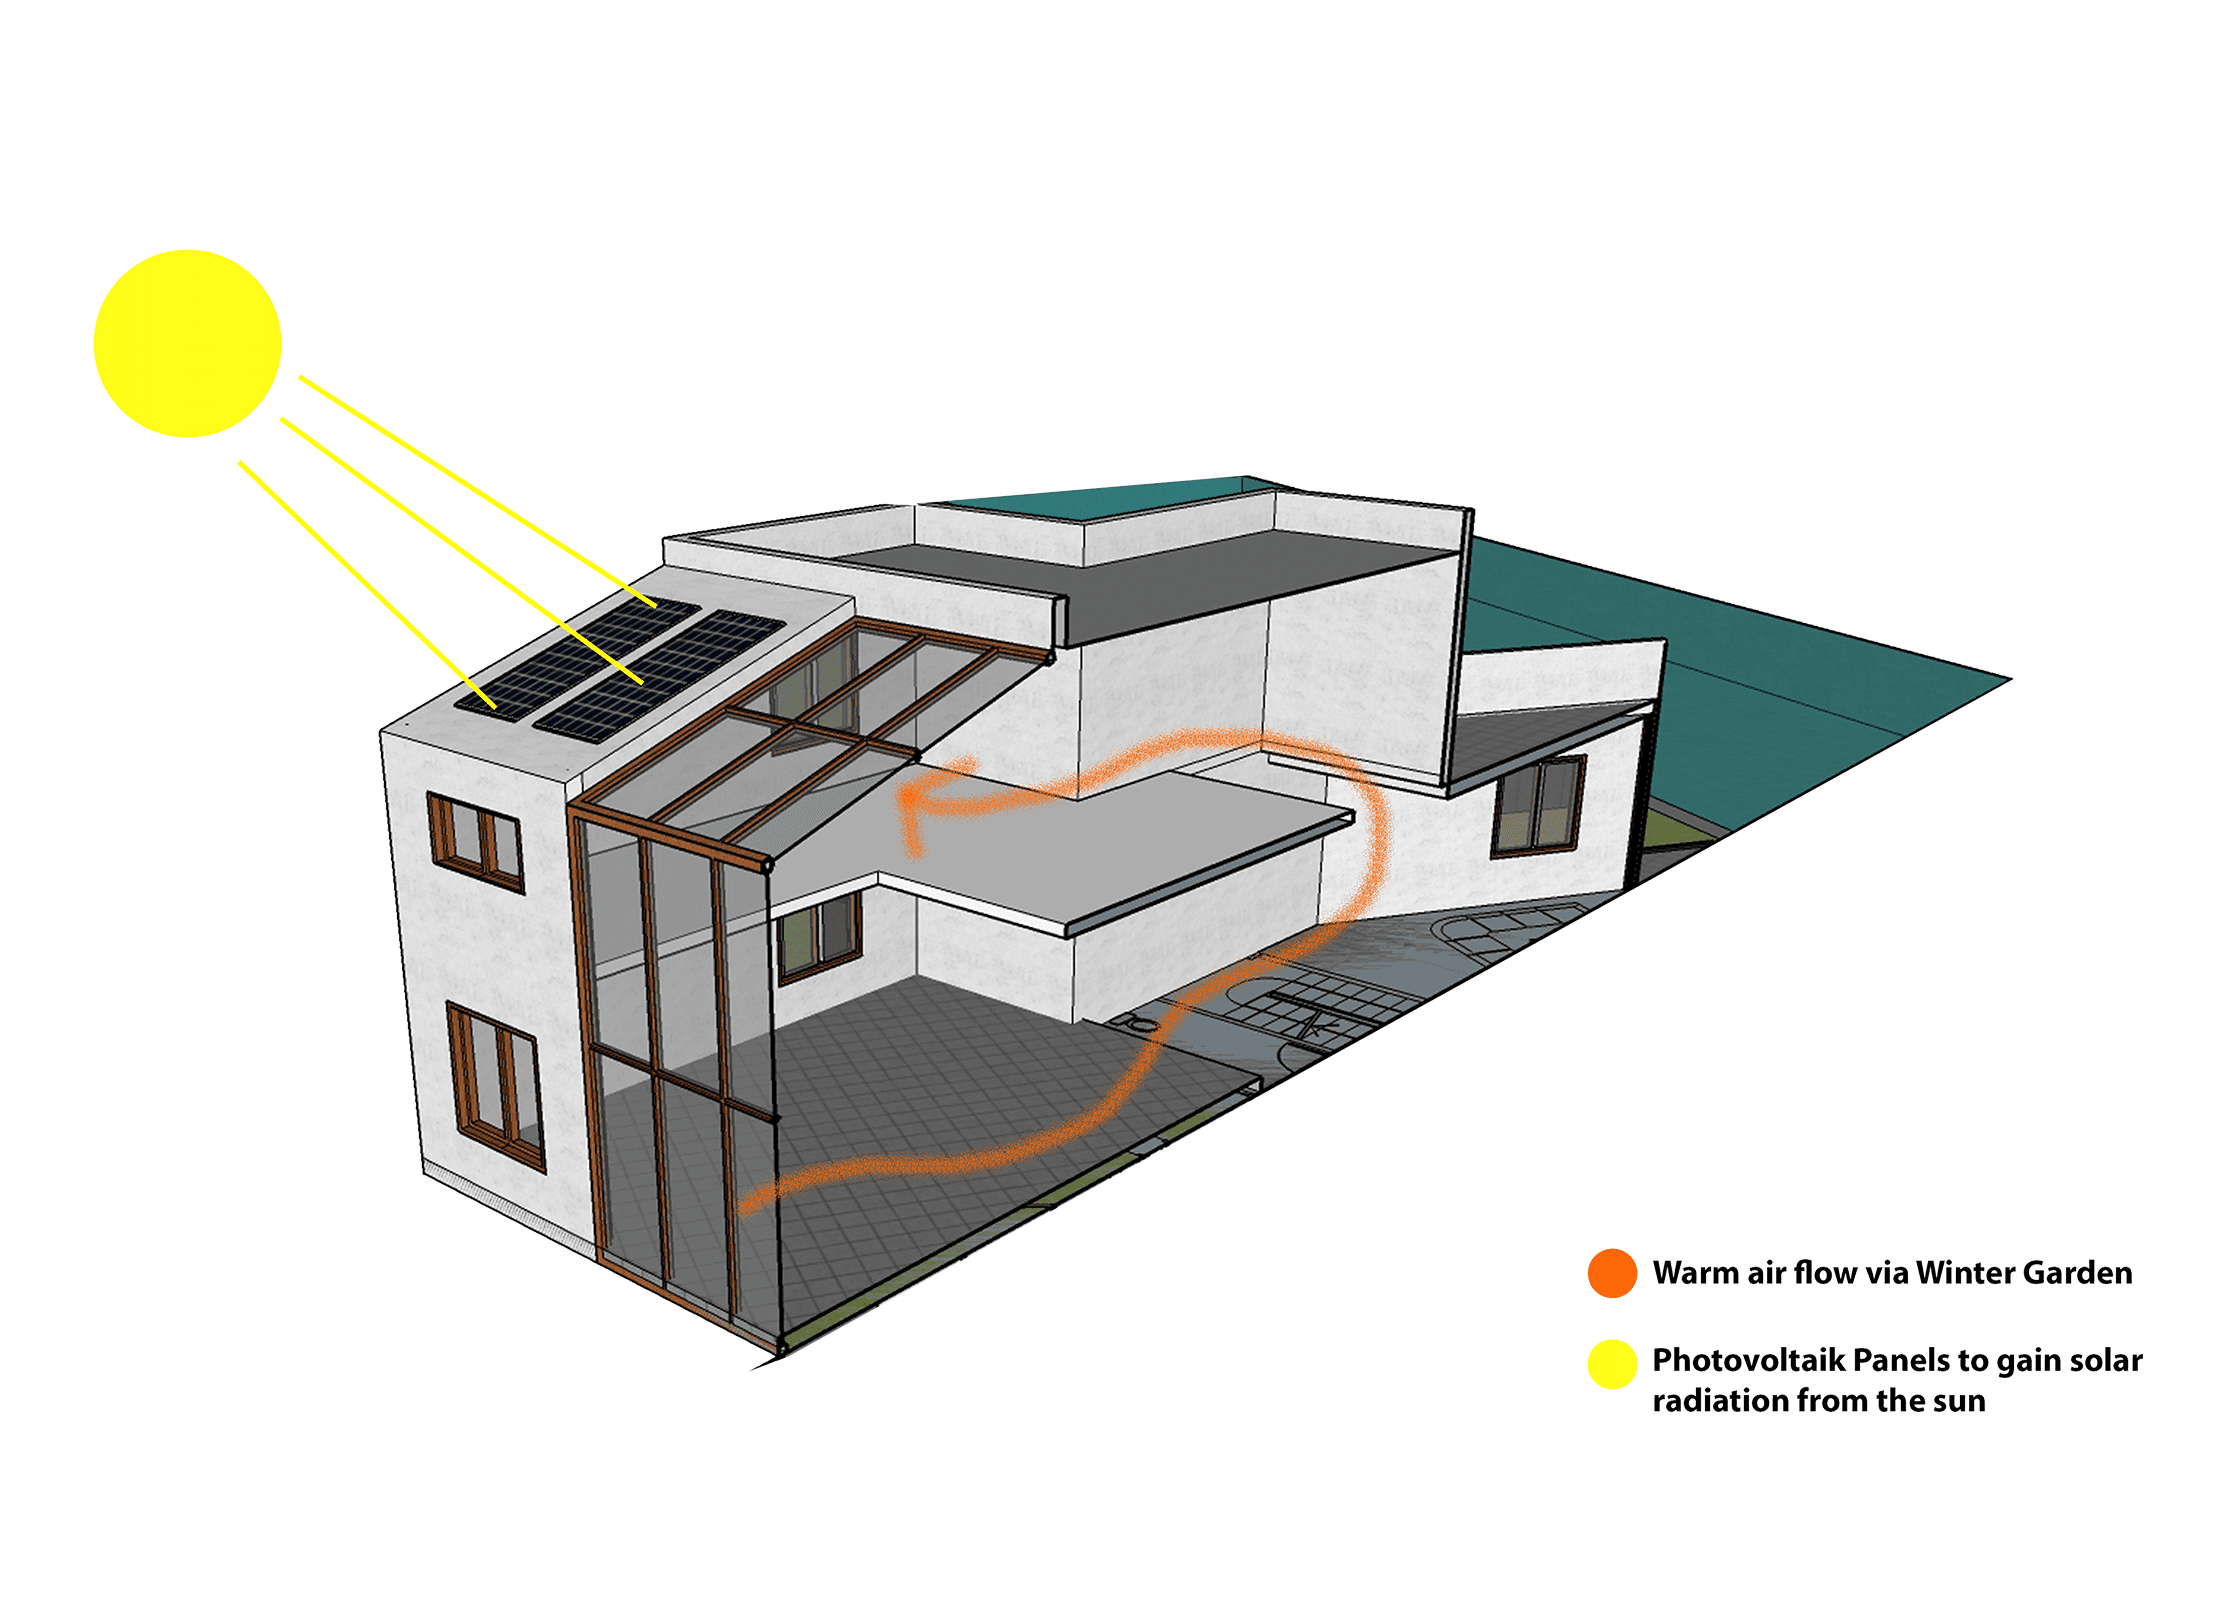 Warm air flow via Winter Garden
Photovoltaik Panels to gain solar
radiation from the sun